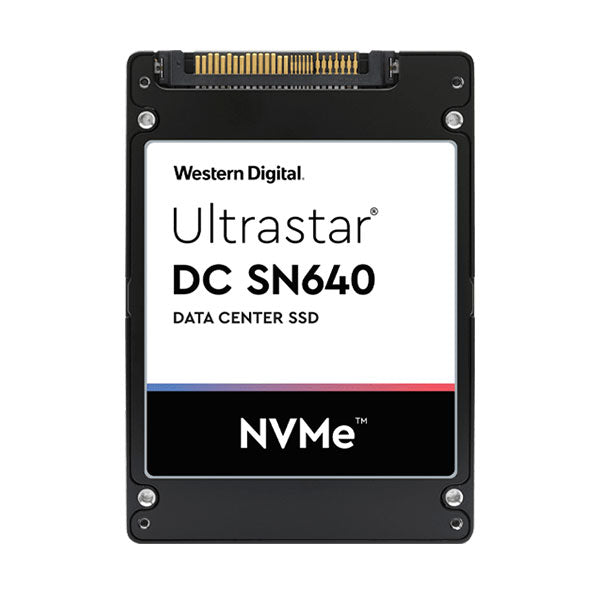 Western Digital.
Ultrastar®
DC SN640
DATA CENTER SSD
NVMe™